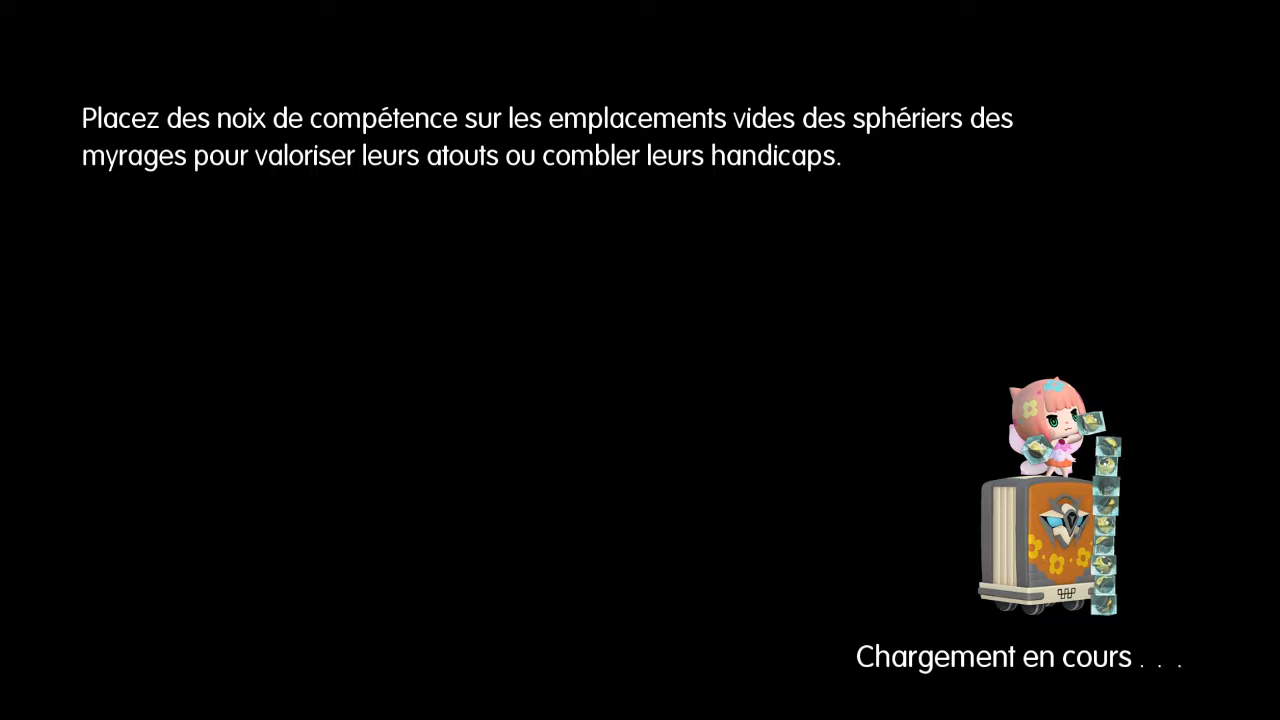 Placez des noix de compétence sur les emplacements vides des sphériers des
myrages pour valoriser leurs atouts ou combler leurs handicaps.
Chargement en cours . . .